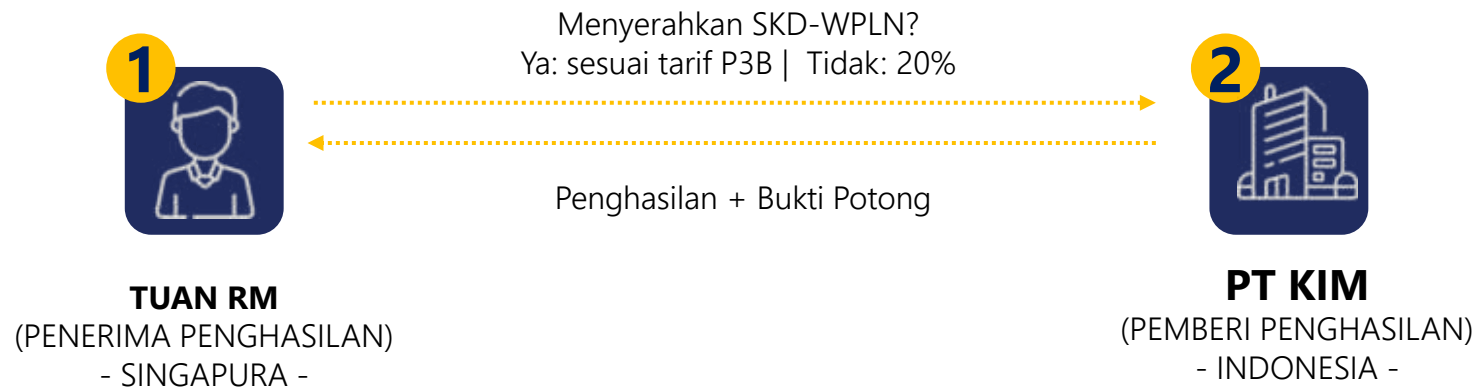 Menyerahkan SKD-WPLN?
Ya: sesuai tarif P3B | Tidak: 20%
1
2
Penghasilan + Bukti Potong
TUAN RM
(PENERIMA PENGHASILAN)
- SINGAPURA -
PT KIM
(PEMBERI PENGHASILAN)
- INDONESIA -